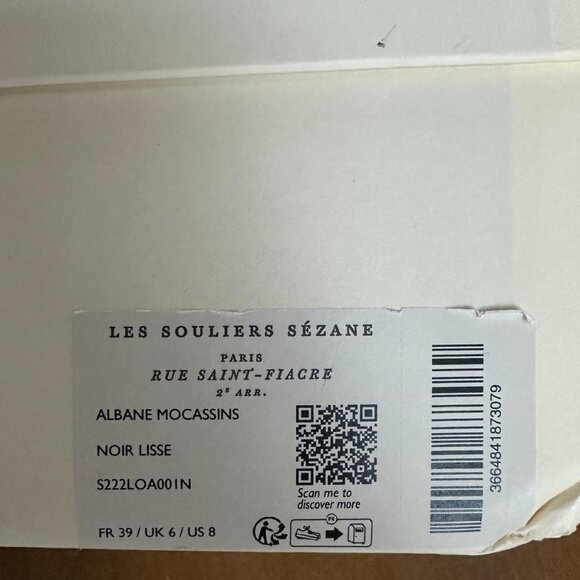 LES SOULIERS SÉZANE
PARIS
RUE SAINT-FIACRE
2E ARR.
ALBANE MOCASSINS
NOIR LISSE
S222LOA001N
Scan me to
discover more
FR 39 / UK 6 / US 8
FR
3664841873079